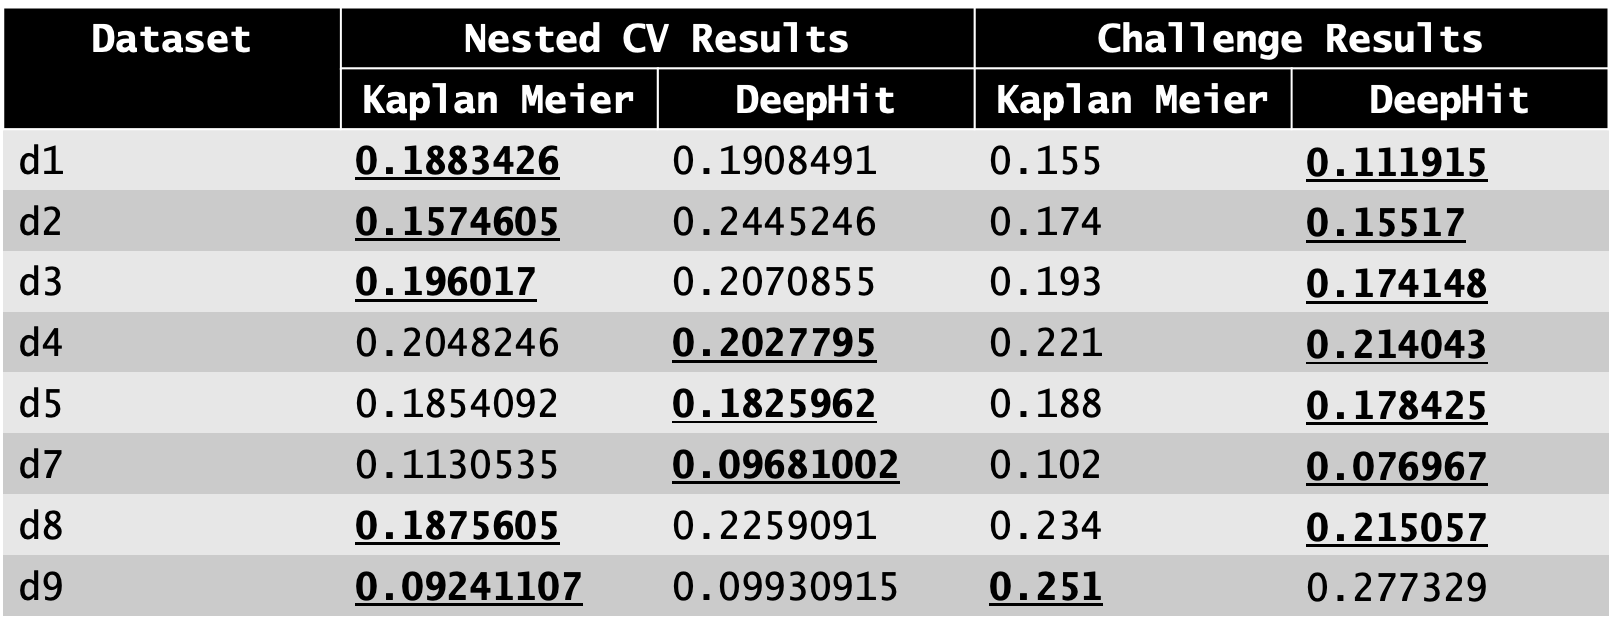 Dataset Nested CV Results Challenge Results
Kaplan Meier DeepHit Kaplan Meier DeepHit
d1 0.1883426 0.1908491 0.155 0.111915
d2 0.1574605 0.2445246 0.174 0.15517
d3 0.196017 0.2070855 0.193 0.174148
d4 0.2048246 0.2027795 0.221 0.214043
d5 0.1854092 0.1825962 0.188 0.178425
d7 0.1130535 0.09681002 0.102 0.076967
d8 0.1875605 0.2259091 0.234 0.215057
d9 0.09241107 0.09930915 0.251 0.277329